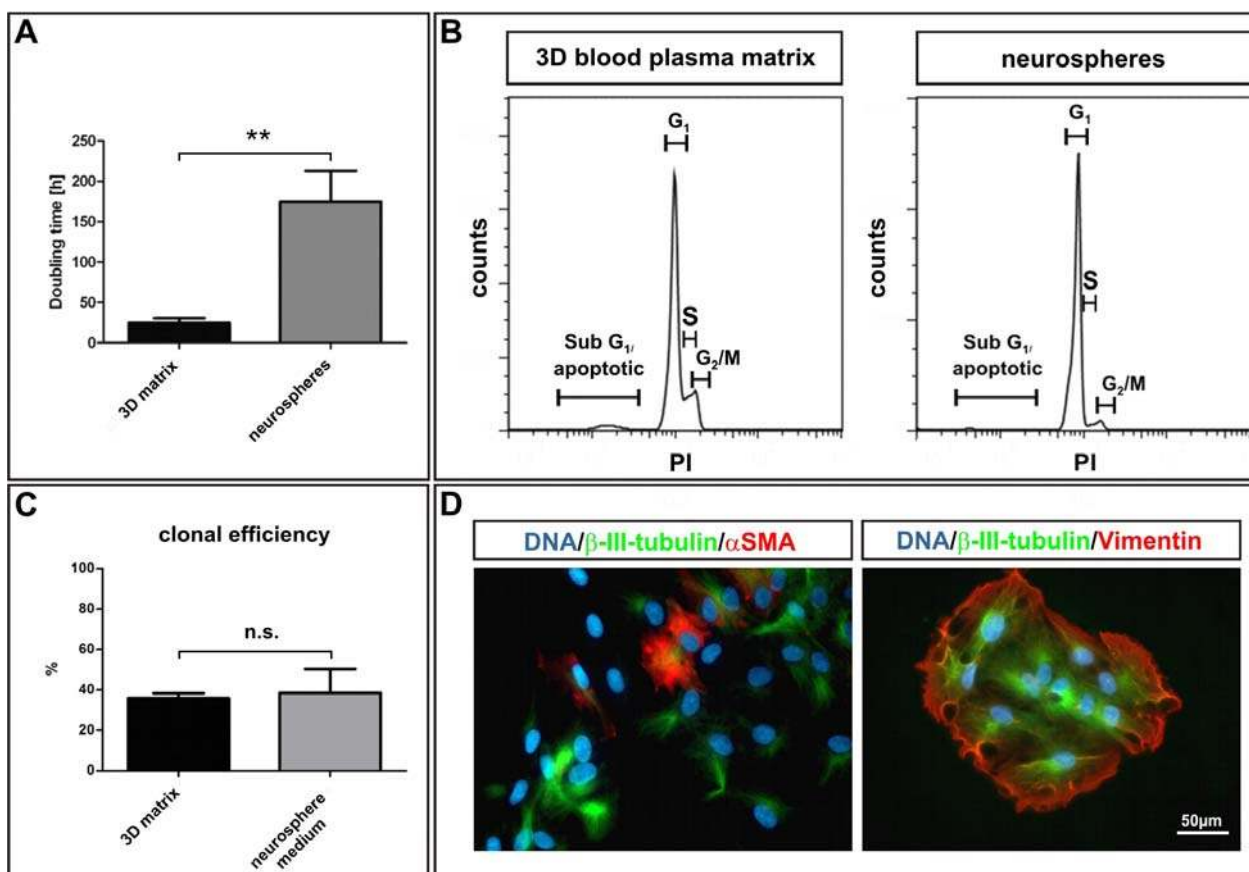 A
**
Doubling time [h]
250
200
150
100
50
0
3D matrix
neurospheres
B
3D blood plasma matrix
counts
G₁
S
G₂/M
Sub G₁/
apoptotic
PI
neurospheres
counts
G₁
S
G₂/M
Sub G₁/
apoptotic
PI
C
clonal efficiency
n.s.
%
100
80
60
40
20
0
3D matrix
neurosphere
medium
D
DNA/β-III-tubulin/αSMA
DNA/β-III-tubulin/Vimentin
50µm